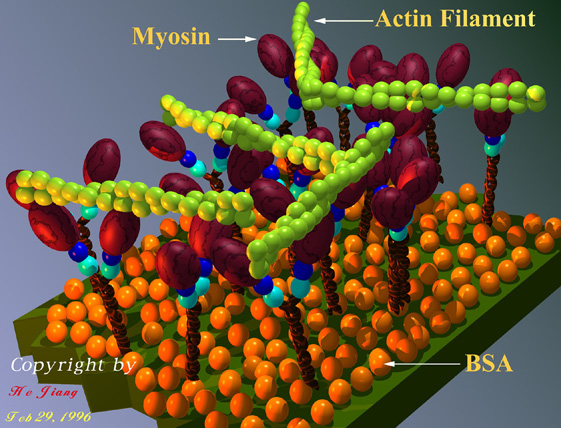 Actin Filament
Myosin
BSA
Copyright by
He Jiang
Feb 29, 1996